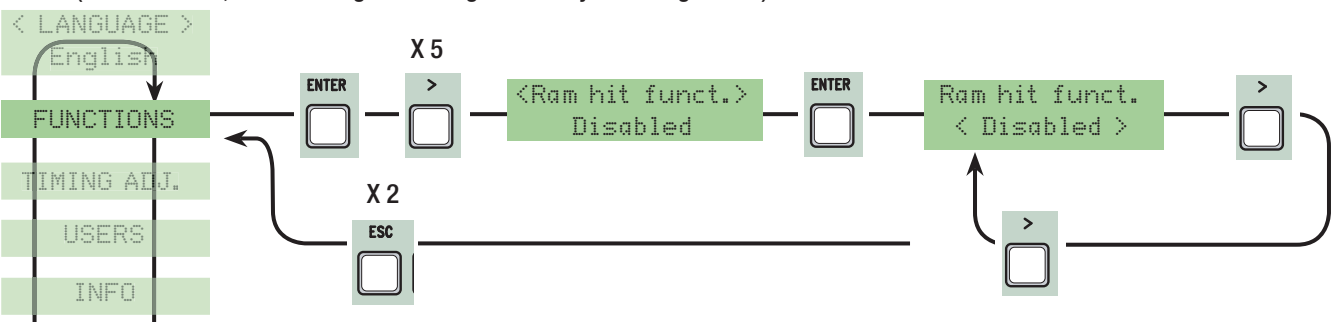 < LANGUAGE >
English
FUNCTIONS
TIMING ADJ.
USERS
INFO
ENTER
X 5
>
<Ram hit funct.>
Disabled
ENTER
Ram hit funct.
< Disabled >
>
>
X 2
ESC